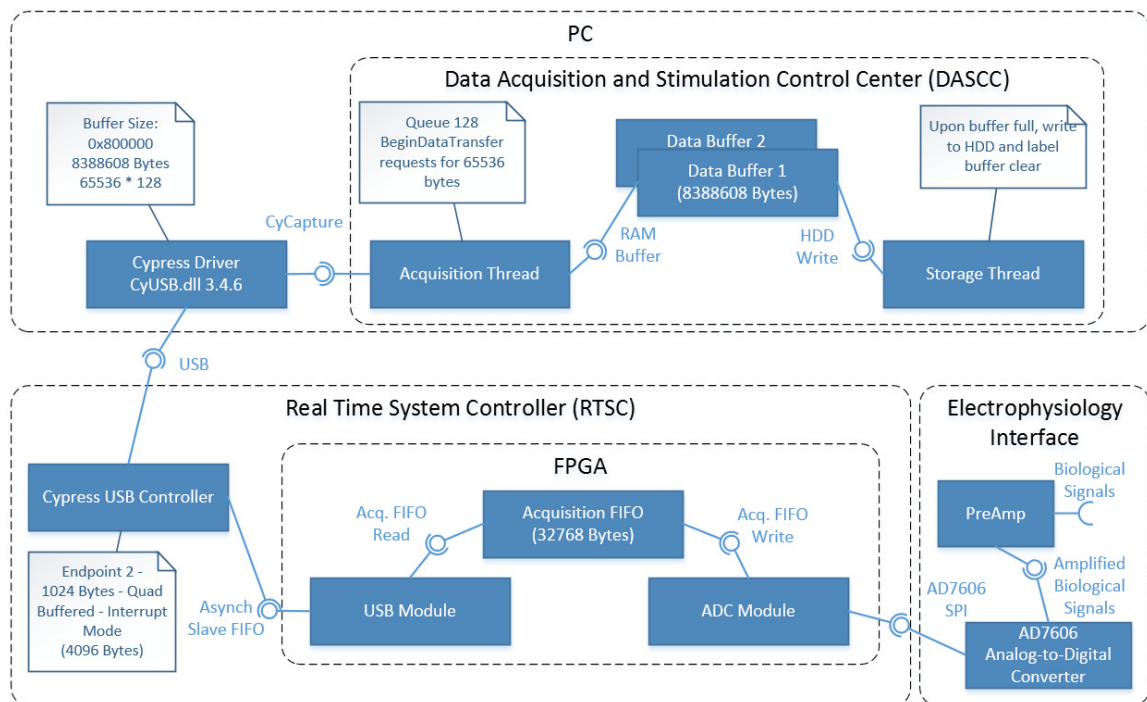 PC
Data Acquisition and Stimulation Control Center (DASCC)
Buffer Size:
0x800000
8388608 Bytes
65536 * 128
Queue 128
BeginDataTransfer
requests for 65536
bytes
Data Buffer 2
Data Buffer 1
(8388608 Bytes)
Upon buffer full, write
to HDD and label
buffer clear
CyCapture
RAM
Buffer
HDD
Write
Cypress Driver
CyUSB.dll 3.4.6
Acquisition Thread
Storage Thread
USB
Real Time System Controller (RTSC)
FPGA
Cypress USB Controller
Endpoint 2 -
1024 Bytes - Quad
Buffered - Interrupt
Mode
(4096 Bytes)
Asynch
Slave FIFO
Acq. FIFO
Read
Acquisition FIFO
(32768 Bytes)
Acq. FIFO
Write
USB Module
ADC Module
AD7606
SPI
Electrophysiology
Interface
Biological
Signals
PreAmp
Amplified
Biological
Signals
AD7606
Analog-to-Digital
Converter